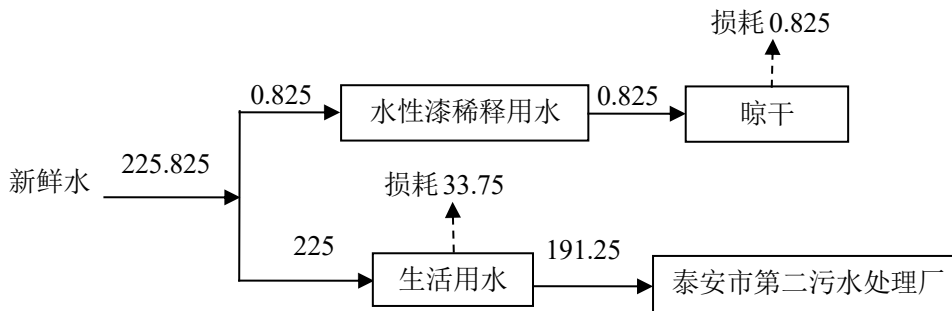 损耗 0.825
0.825
水性漆稀释用水
0.825
晾干
新鲜水
225.825
损耗 33.75
225
生活用水
191.25
泰安市第二污水处理厂